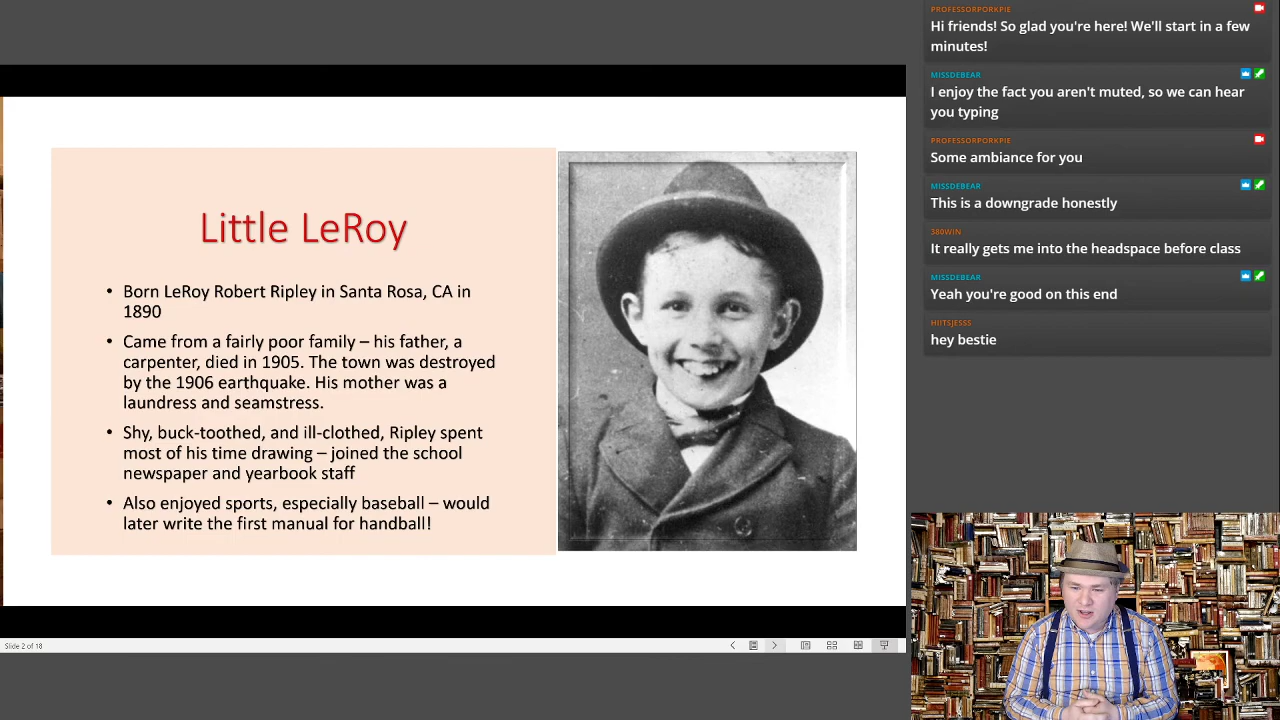 Little LeRoy
• Born LeRoy Robert Ripley in Santa Rosa, CA in
1890
• Came from a fairly poor family – his father, a
carpenter, died in 1905. The town was destroyed
by the 1906 earthquake. His mother was a
laundress and seamstress.
• Shy, buck-toothed, and ill-clothed, Ripley spent
most of his time drawing – joined the school
newspaper and yearbook staff
• Also enjoyed sports, especially baseball – would
later write the first manual for handball!
Slide 2 of 18
PROFESSORPORKPIE
Hi friends! So glad you're here! We'll start in a few
minutes!
MISSDEBEAR
I enjoy the fact you aren't muted, so we can hear
you typing
PROFESSORPORKPIE
Some ambiance for you
MISSDEBEAR
This is a downgrade honestly
380WIN
It really gets me into the headspace before class
MISSDEBEAR
Yeah you're good on this end
HIITSJESSS
hey bestie